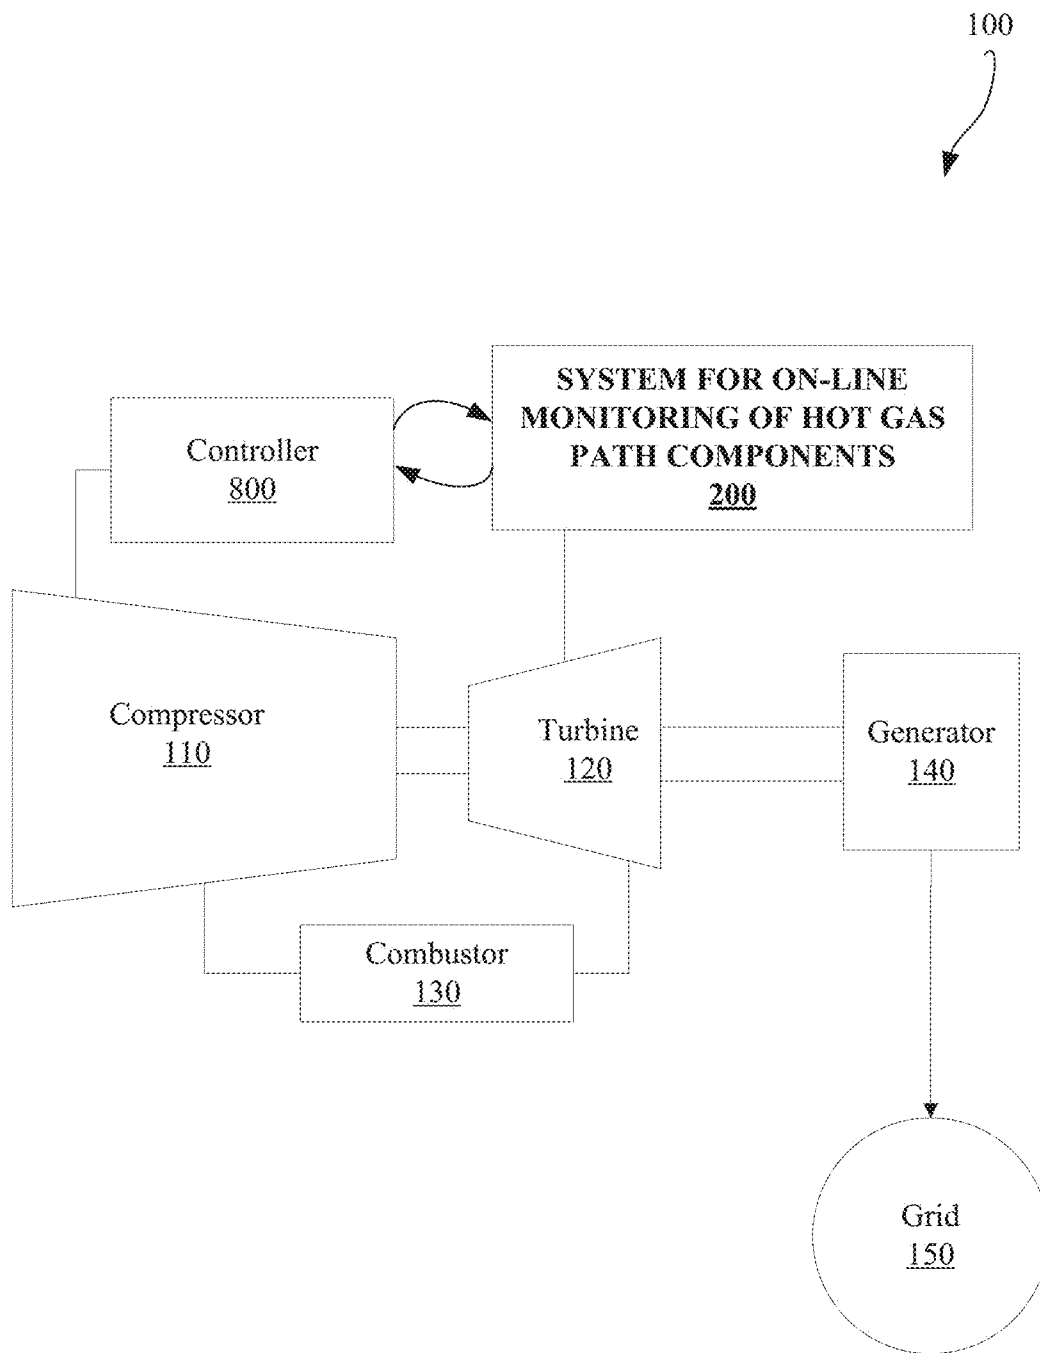 100
SYSTEM FOR ON-LINE
MONITORING OF HOT GAS
PATH COMPONENTS
200
Controller
800
Compressor
110
Turbine
120
Generator
140
Combustor
130
Grid
150